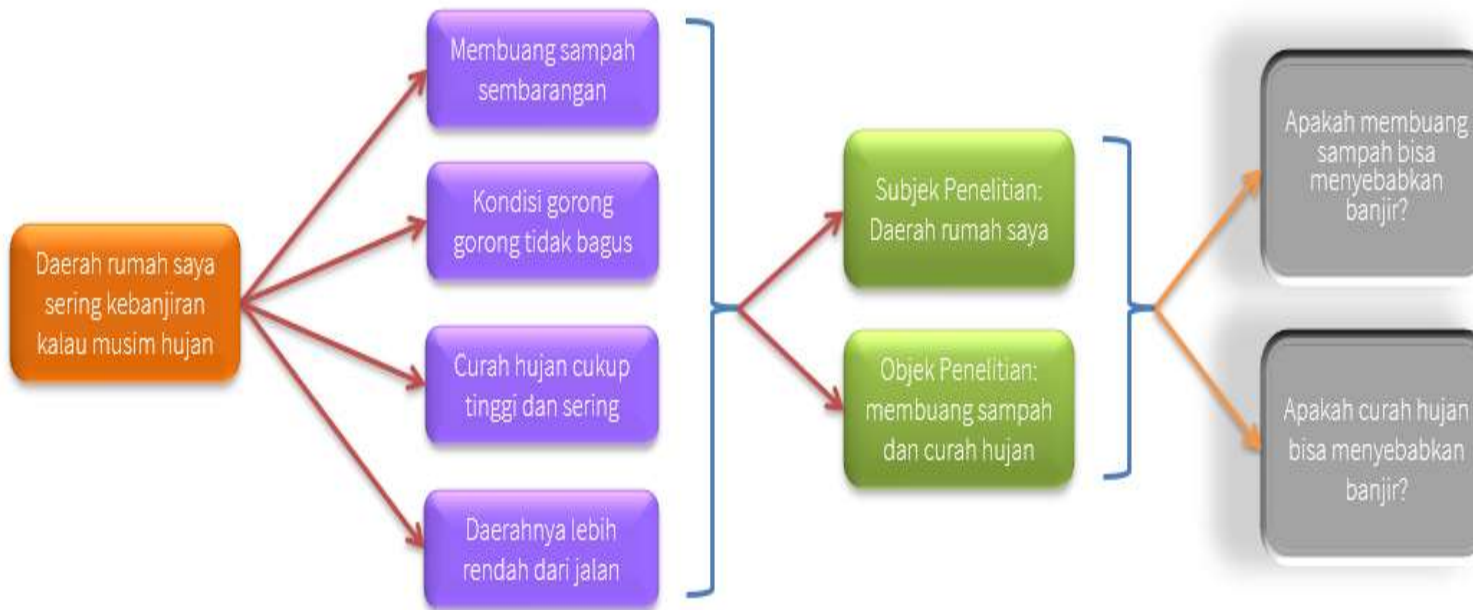 Daerah rumah saya
sering kebanjiran
kalau musim hujan
Membuang sampah
sembarangan
Kondisi gorong
gorong tidak bagus
Curah hujan cukup
tinggi dan sering
Daerahnya lebih
rendah dari jalan
Subjek Penelitian:
Daerah rumah saya
Objek Penelitian:
membuang sampah
dan curah hujan
Apakah membuang
sampah bisa
menyebabkan
banjir?
Apakah curah hujan
bisa menyebabkan
banjir?